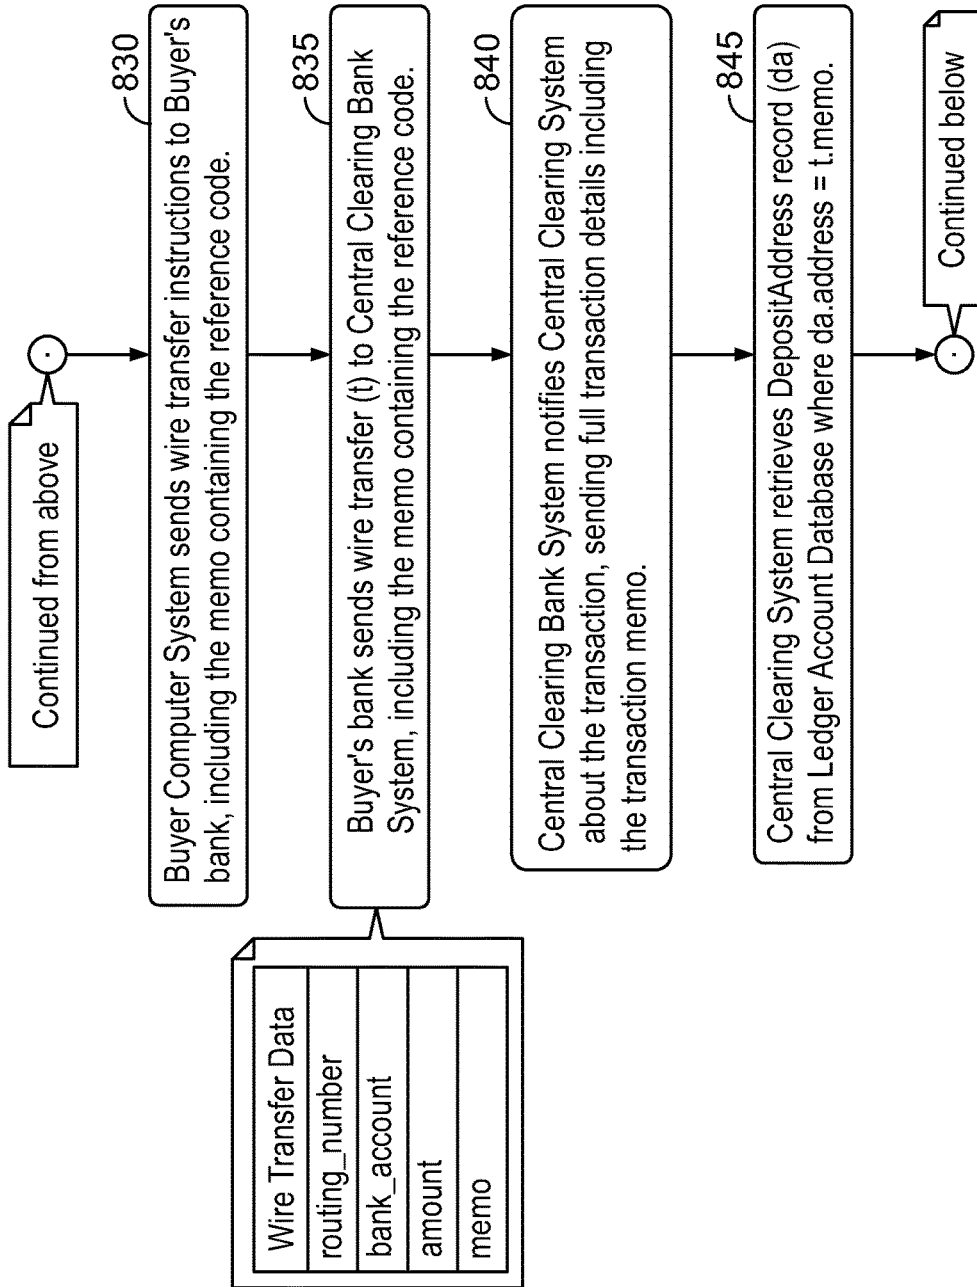 Continued from above
830
Buyer Computer System sends wire transfer instructions to Buyer's
bank, including the memo containing the reference code.
835
Buyer's bank sends wire transfer (t) to Central Clearing Bank
System, including the memo containing the reference code.
Wire Transfer Data
routing_number
bank_account
amount
memo
840
Central Clearing Bank System notifies Central Clearing System
about the transaction, sending full transaction details including
the transaction memo.
845
Central Clearing System retrieves DepositAddress record (da)
from Ledger Account Database where da.address = t.memo.
Continued below